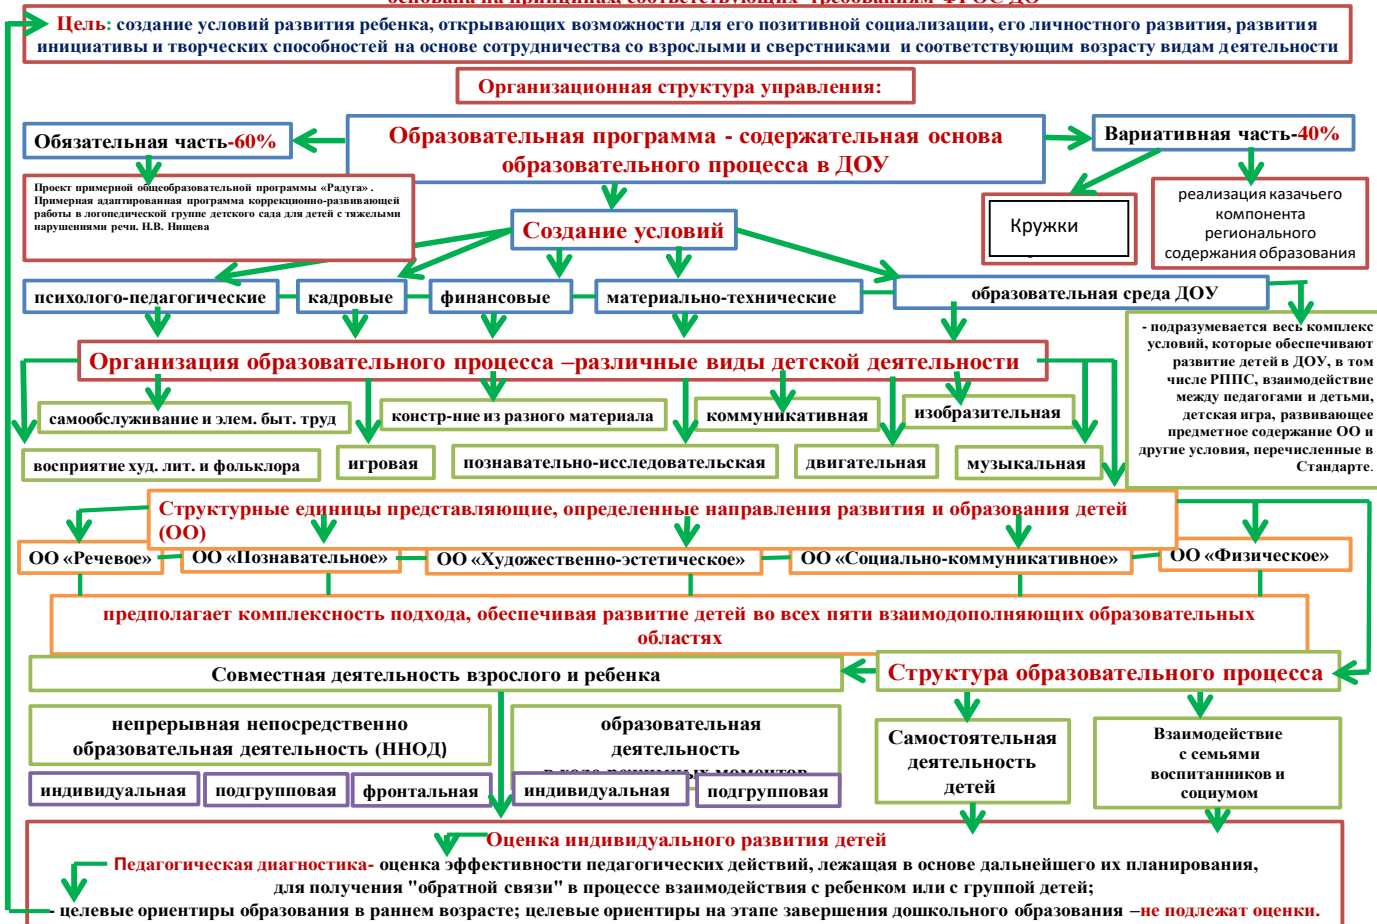 основана на принципах, соответствующих требованиям ФГОС ДО
Цель: создание условий развития ребенка, открывающих возможности для его позитивной социализации, его личностного развития, развития
инициативы и творческих способностей на основе сотрудничества со взрослыми и сверстниками и соответствующим возрасту видам деятельности
Организационная структура управления:
Обязательная часть-60%
Образовательная программа - содержательная основа
образовательного процесса в ДОУ
Вариативная часть-40%
Проект примерной общеобразовательной программы «Радуга» .
Примерная адаптированная программа коррекционно-развивающей
работы в логопедической группе детского сада для детей с тяжелыми
нарушениями речи. Н.В. Нищева
Создание условий
Кружки
реализация казачьего
компонента
регионального
содержания образования
психолого-педагогические
кадровые
финансовые
материально-технические
образовательная среда ДОУ
- подразумевается весь комплекс
условий, которые обеспечивают
развитие детей в ДОУ, в том
числе РППС, взаимодействие
между педагогами и детьми,
детская игра, развивающее
предметное содержание ОО и
другие условия, перечисленные в
Стандарте.
Организация образовательного процесса –различные виды детской деятельности
самообслуживание и элем. быт. труд
констр-ние из разного материала
коммуникативная
изобразительная
восприятие худ. лит. и фольклора
игровая
познавательно-исследовательская
двигательная
музыкальная
Структурные единицы представляющие, определенные направления развития и образования детей
(ОО)
ОО «Речевое»
ОО «Познавательное»
ОО «Художественно-эстетическое»
ОО «Социально-коммуникативное»
ОО «Физическое»
предполагает комплексность подхода, обеспечивая развитие детей во всех пяти взаимодополняющих образовательных
областях
Совместная деятельность взрослого и ребенка
Структура образовательного процесса
непрерывная непосредственно
образовательная деятельность (ННОД)
образовательная
деятельность
в ходе режимных моментов
Самостоятельная
деятельность
детей
Взаимодействие
с семьями
воспитанников и
социумом
индивидуальная
подгрупповая
фронтальная
индивидуальная
подгрупповая
Оценка индивидуального развития детей
Педагогическая диагностика- оценка эффективности педагогических действий, лежащая в основе дальнейшего их планирования,
для получения "обратной связи" в процессе взаимодействия с ребенком или с группой детей;
- целевые ориентиры образования в раннем возрасте; целевые ориентиры на этапе завершения дошкольного образования –не подлежат оценки.